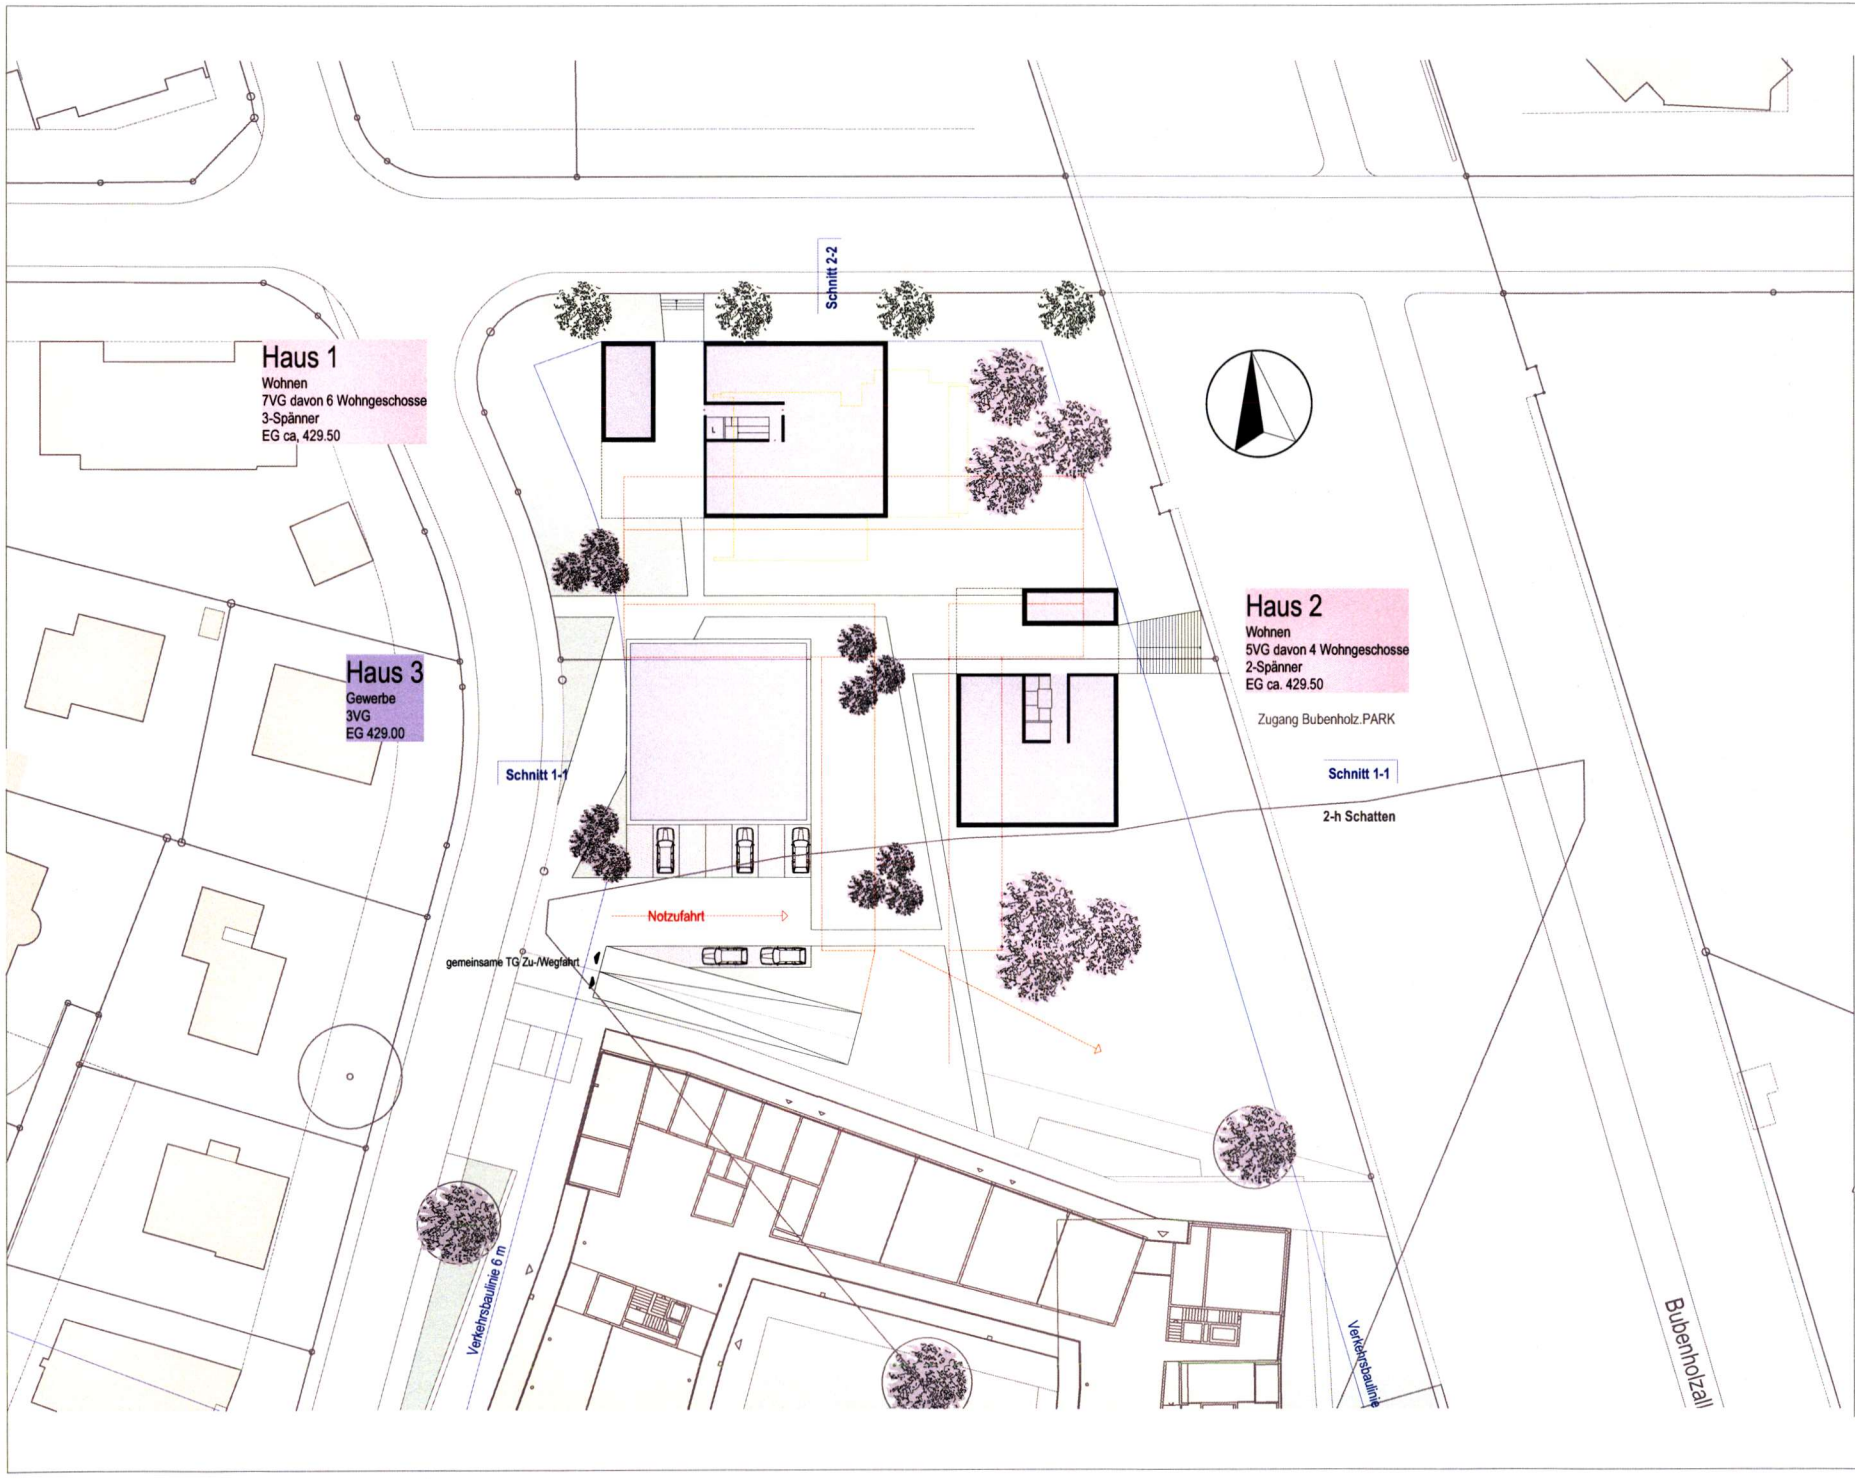 Schnitt 2-2
Haus 1
Wohnen
7VG davon 6 Wohngeschosse
3-Spänner
EG ca, 429.50
L
Haus 2
Wohnen
5VG davon 4 Wohngeschosse
2-Spänner
EG ca. 429.50
Zugang Bubenholz.PARK
Haus 3
Gewerbe
3VG
EG 429.00
Schnitt 1-1
Schnitt 1-1
2-h Schatten
Notzufahrt
gemeinsame TG Zu-/Wegfahrt
Verkehrsbaulinie 6 m
Verkehrsbaulinie
Bubenholzall